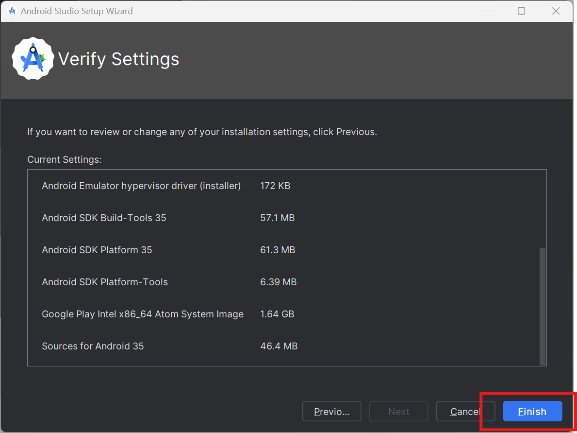 Android Studio Setup Wizard
Verify Settings
If you want to review or change any of your installation settings, click Previous.
Current Settings:
Android Emulator hypervisor driver (installer) 172 KB
Android SDK Build-Tools 35 57.1 MB
Android SDK Platform 35 61.3 MB
Android SDK Platform-Tools 6.39 MB
Google Play Intel x86_64 Atom System Image 1.64 GB
Sources for Android 35 46.4 MB
Previo... Next Cancel Finish